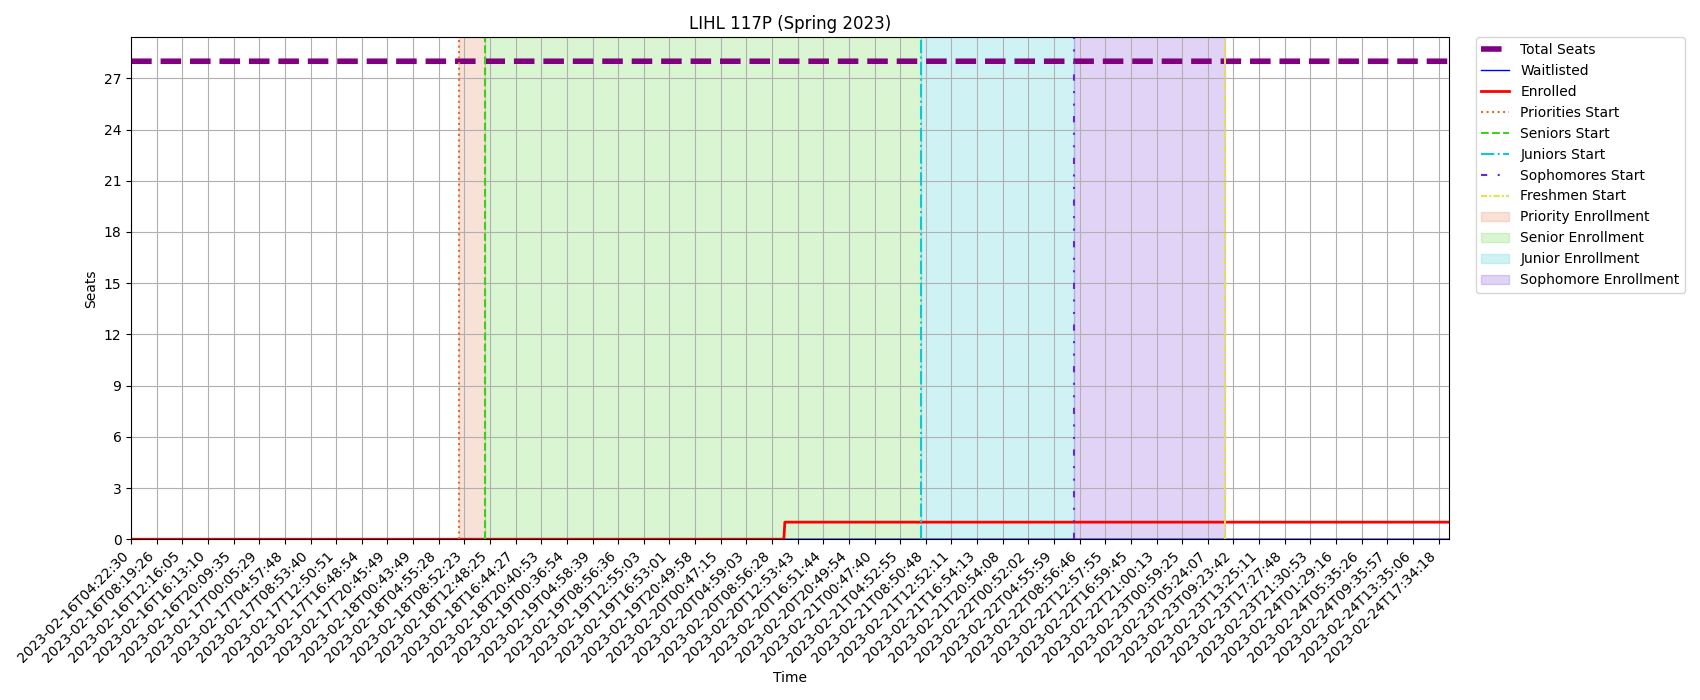 LIHL 117P (Spring 2023)
Total Seats
Waitlisted
Enrolled
Priorities Start
Seniors Start
Juniors Start
Sophomores Start
Freshmen Start
Priority Enrollment
Senior Enrollment
Junior Enrollment
Sophomore Enrollment
Seats
27
24
21
18
15
12
9
6
3
0
2023-02-16T04:22:30
2023-02-16T08:19:26
2023-02-16T12:16:05
2023-02-16T16:13:10
2023-02-16T20:09:35
2023-02-17T00:05:29
2023-02-17T04:57:48
2023-02-17T08:53:40
2023-02-17T12:50:51
2023-02-17T16:48:54
2023-02-17T20:45:49
2023-02-18T00:43:49
2023-02-18T04:55:28
2023-02-18T08:52:23
2023-02-18T12:48:25
2023-02-18T16:44:27
2023-02-18T20:40:53
2023-02-19T00:36:54
2023-02-19T04:58:39
2023-02-19T08:56:36
2023-02-19T12:55:03
2023-02-19T16:53:01
2023-02-19T20:49:58
2023-02-20T00:47:15
2023-02-20T04:59:03
2023-02-20T08:56:28
2023-02-20T12:53:43
2023-02-20T16:51:44
2023-02-20T20:49:54
2023-02-21T00:47:40
2023-02-21T04:52:55
2023-02-21T08:50:48
2023-02-21T12:52:11
2023-02-21T16:54:13
2023-02-21T20:54:08
2023-02-22T00:52:02
2023-02-22T04:55:59
2023-02-22T08:56:46
2023-02-22T12:57:55
2023-02-22T16:59:45
2023-02-22T21:00:13
2023-02-23T00:59:25
2023-02-23T05:24:07
2023-02-23T09:23:42
2023-02-23T13:25:11
2023-02-23T17:27:48
2023-02-23T21:30:53
2023-02-24T01:29:16
2023-02-24T05:35:26
2023-02-24T09:35:57
2023-02-24T13:35:06
2023-02-24T17:34:18
Time